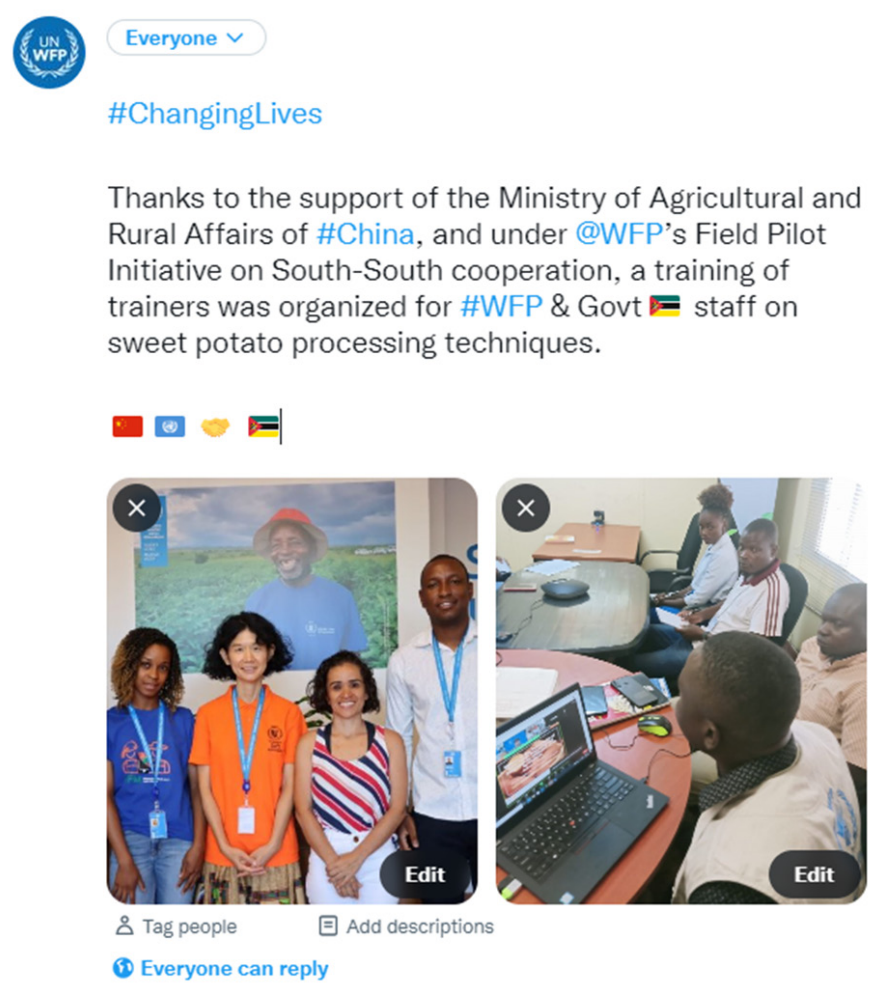 UN
WFP
Everyone
#ChangingLives
Thanks to the support of the Ministry of Agricultural and
Rural Affairs of #China, and under @WFP's Field Pilot
Initiative on South-South cooperation, a training of
trainers was organized for #WFP & Govt 🇲🇿 staff on
sweet potato processing techniques.
🇨🇳 🇺🇳 🤝 🇲🇿
Edit
Edit
Tag people
Add descriptions
Everyone can reply